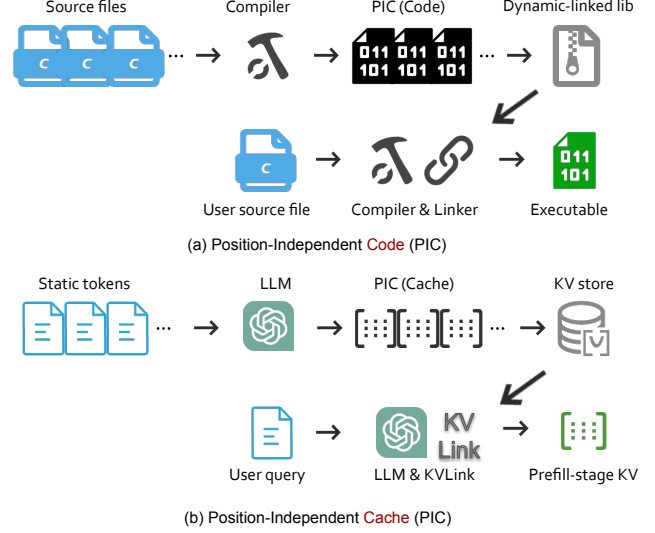 Source files
Compiler
PIC (Code)
Dynamic-linked lib
C
C
C
...
011
101
011
101
011
101
...
C
011
101
User source file
Compiler & Linker
Executable
(a) Position-Independent Code (PIC)
Static tokens
LLM
PIC (Cache)
KV store
...
...
KV
Link
User query
LLM & KVLink
Prefill-stage KV
(b) Position-Independent Cache (PIC)